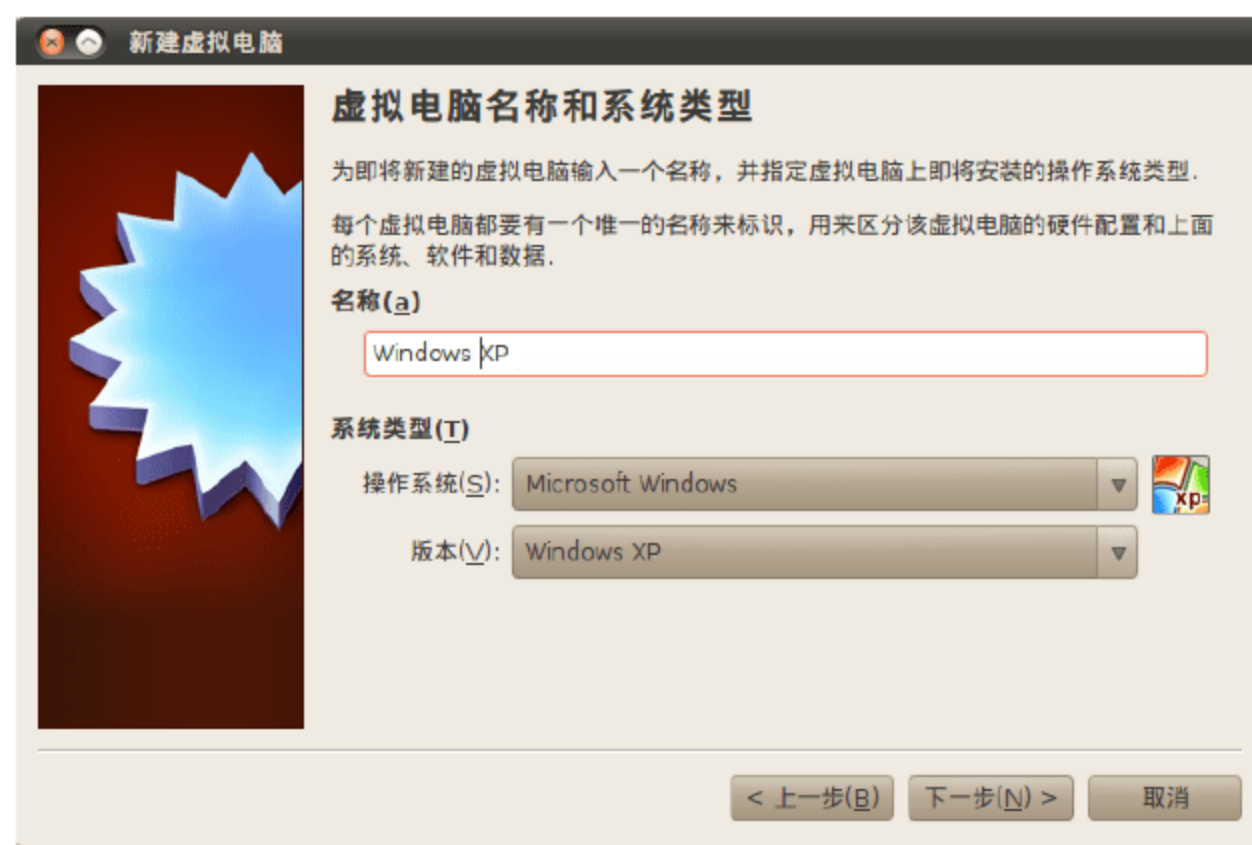 新建虚拟电脑
虚拟电脑名称和系统类型
为即将新建的虚拟电脑输入一个名称，并指定虚拟电脑上即将安装的操作系统类型.
每个虚拟电脑都要有一个唯一的名称来标识，用来区分该虚拟电脑的硬件配置和上面
的系统、软件和数据.
名称(a)
Windows XP
系统类型(T)
操作系统(S): Microsoft Windows
xp
版本(V): Windows XP
< 上一步(B) 下一步(N) > 取消